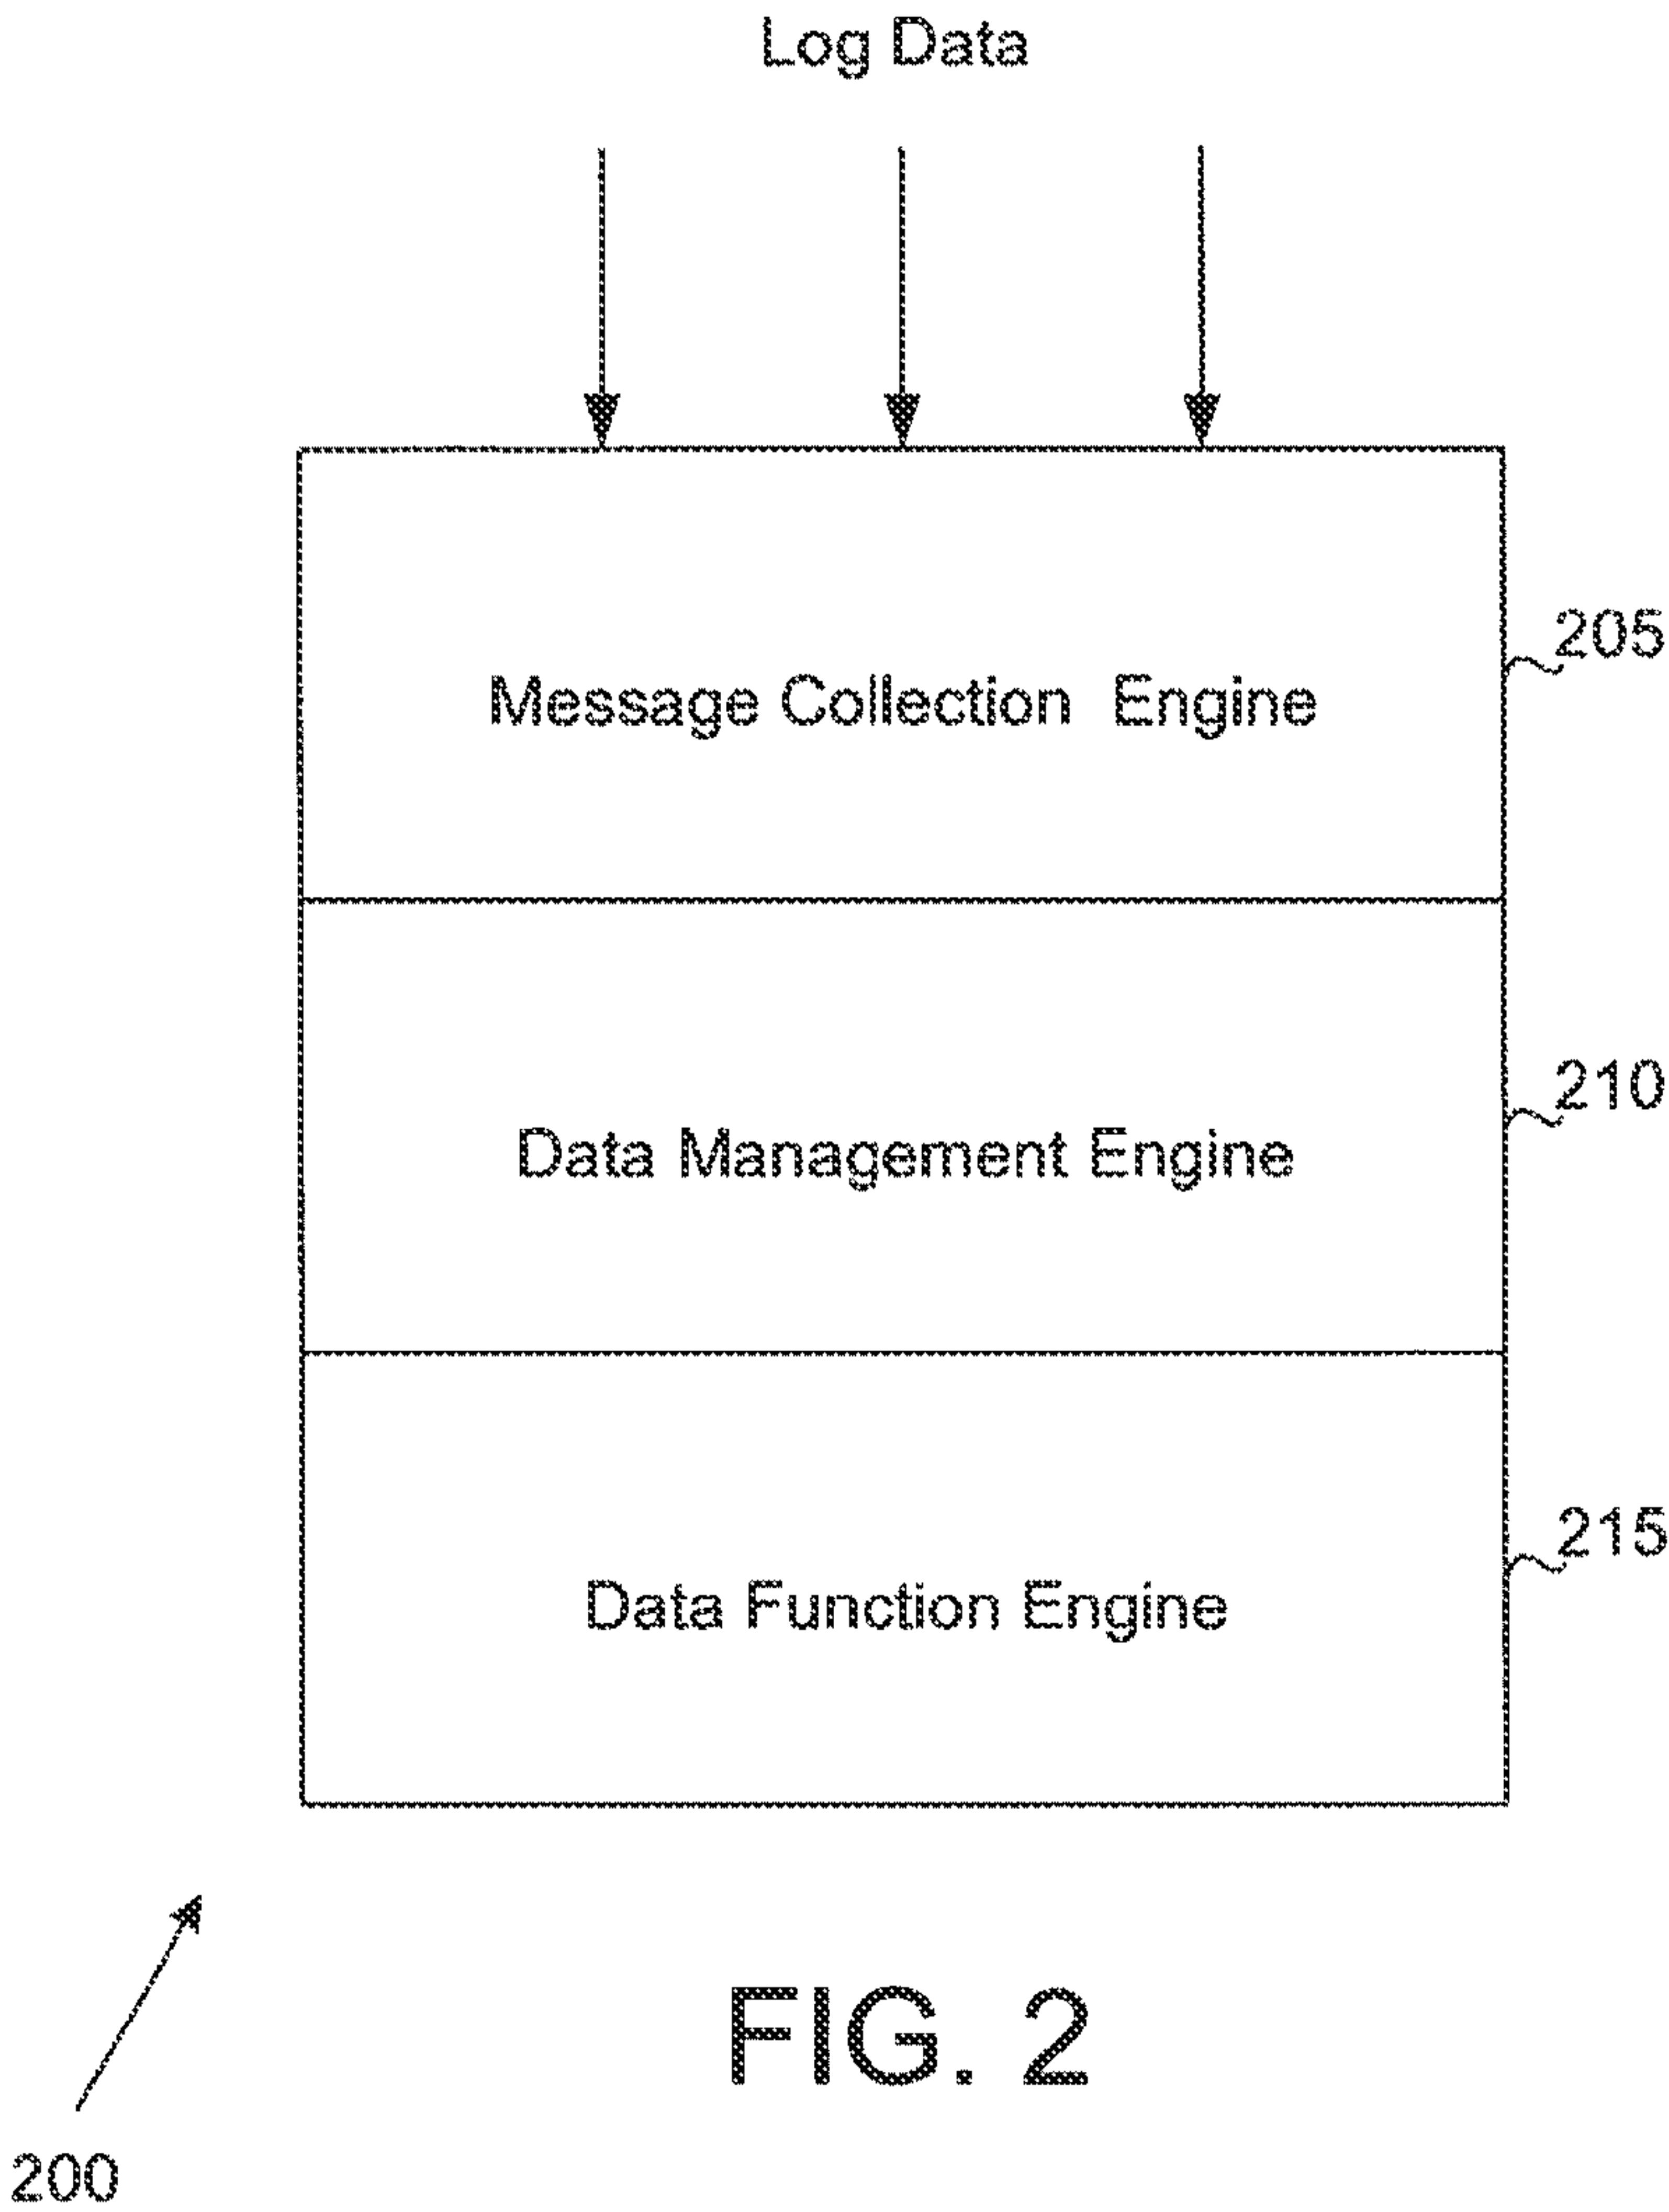 Log Data
205
Message Collection Engine
210
Data Management Engine
215
Data Function Engine
FIG. 2
200